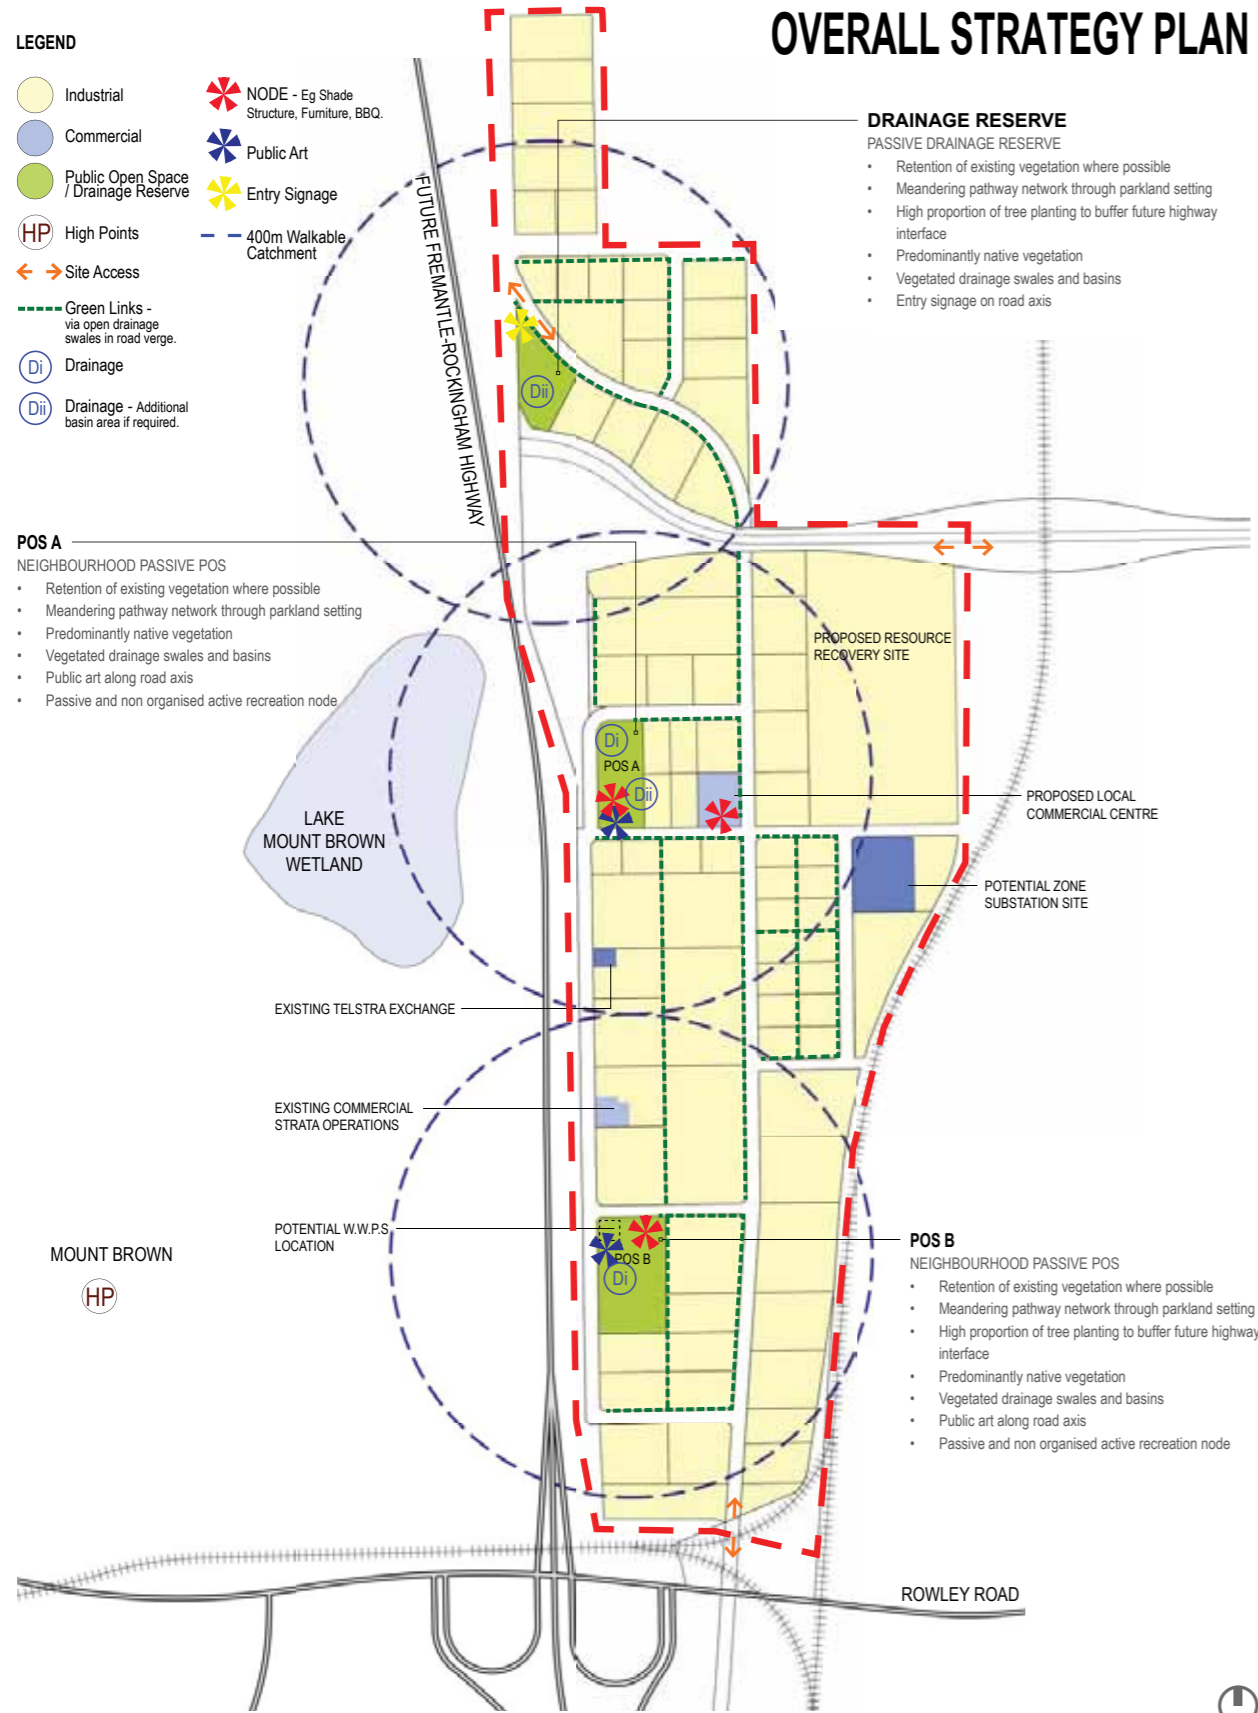 OVERALL STRATEGY PLAN
LEGEND
Industrial
Commercial
Public Open Space
/ Drainage Reserve
HP High Points
Site Access
Green Links -
via open drainage
swales in road verge.
Di Drainage
Dii Drainage - Additional
basin area if required.
NODE - Eg Shade
Structure, Furniture, BBQ.
Public Art
Entry Signage
400m Walkable
Catchment
DRAINAGE RESERVE
PASSIVE DRAINAGE RESERVE
• Retention of existing vegetation where possible
• Meandering pathway network through parkland setting
• High proportion of tree planting to buffer future highway
interface
• Predominantly native vegetation
• Vegetated drainage swales and basins
• Entry signage on road axis
FUTURE FREMANTLE-ROCKINGHAM HIGHWAY
Dii
POS A
NEIGHBOURHOOD PASSIVE POS
• Retention of existing vegetation where possible
• Meandering pathway network through parkland setting
• Predominantly native vegetation
• Vegetated drainage swales and basins
• Public art along road axis
• Passive and non organised active recreation node
PROPOSED RESOURCE
RECOVERY SITE
Di
POS A
Dii
LAKE
MOUNT BROWN
WETLAND
PROPOSED LOCAL
COMMERCIAL CENTRE
POTENTIAL ZONE
SUBSTATION SITE
EXISTING TELSTRA EXCHANGE
EXISTING COMMERCIAL
STRATA OPERATIONS
POTENTIAL W.W.P.S
LOCATION
POS B
Di
MOUNT BROWN
HP
POS B
NEIGHBOURHOOD PASSIVE POS
• Retention of existing vegetation where possible
• Meandering pathway network through parkland setting
• High proportion of tree planting to buffer future highway
interface
• Predominantly native vegetation
• Vegetated drainage swales and basins
• Public art along road axis
• Passive and non organised active recreation node
ROWLEY ROAD